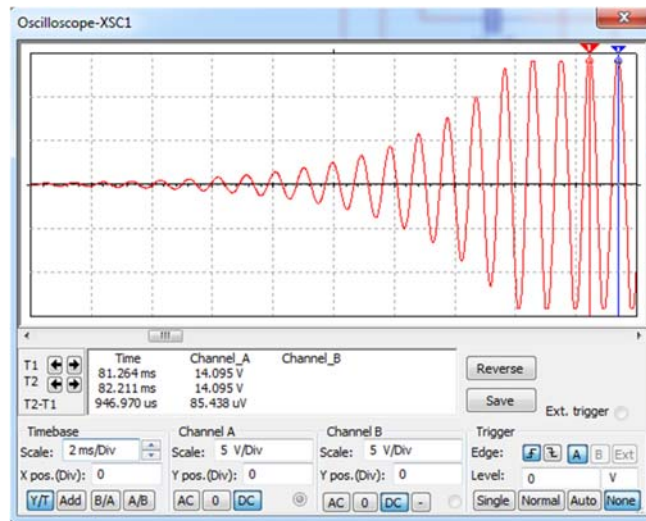 Oscilloscope-XSC1
x
1 2
T1
T2
T2-T1
Time Channel_A Channel_B
81.264 ms 14.095 V
82.211 ms 14.095 V
946.970 us 85.438 uV
Reverse
Save
Ext. trigger
Timebase
Scale: 2 ms/Div
X pos.(Div): 0
Y/T Add B/A A/B
Channel A
Scale: 5 V/Div
Y pos.(Div): 0
AC 0 DC
Channel B
Scale: 5 V/Div
Y pos.(Div): 0
AC 0 DC -
Trigger
Edge: A B Ext
Level: 0 V
Single Normal Auto None